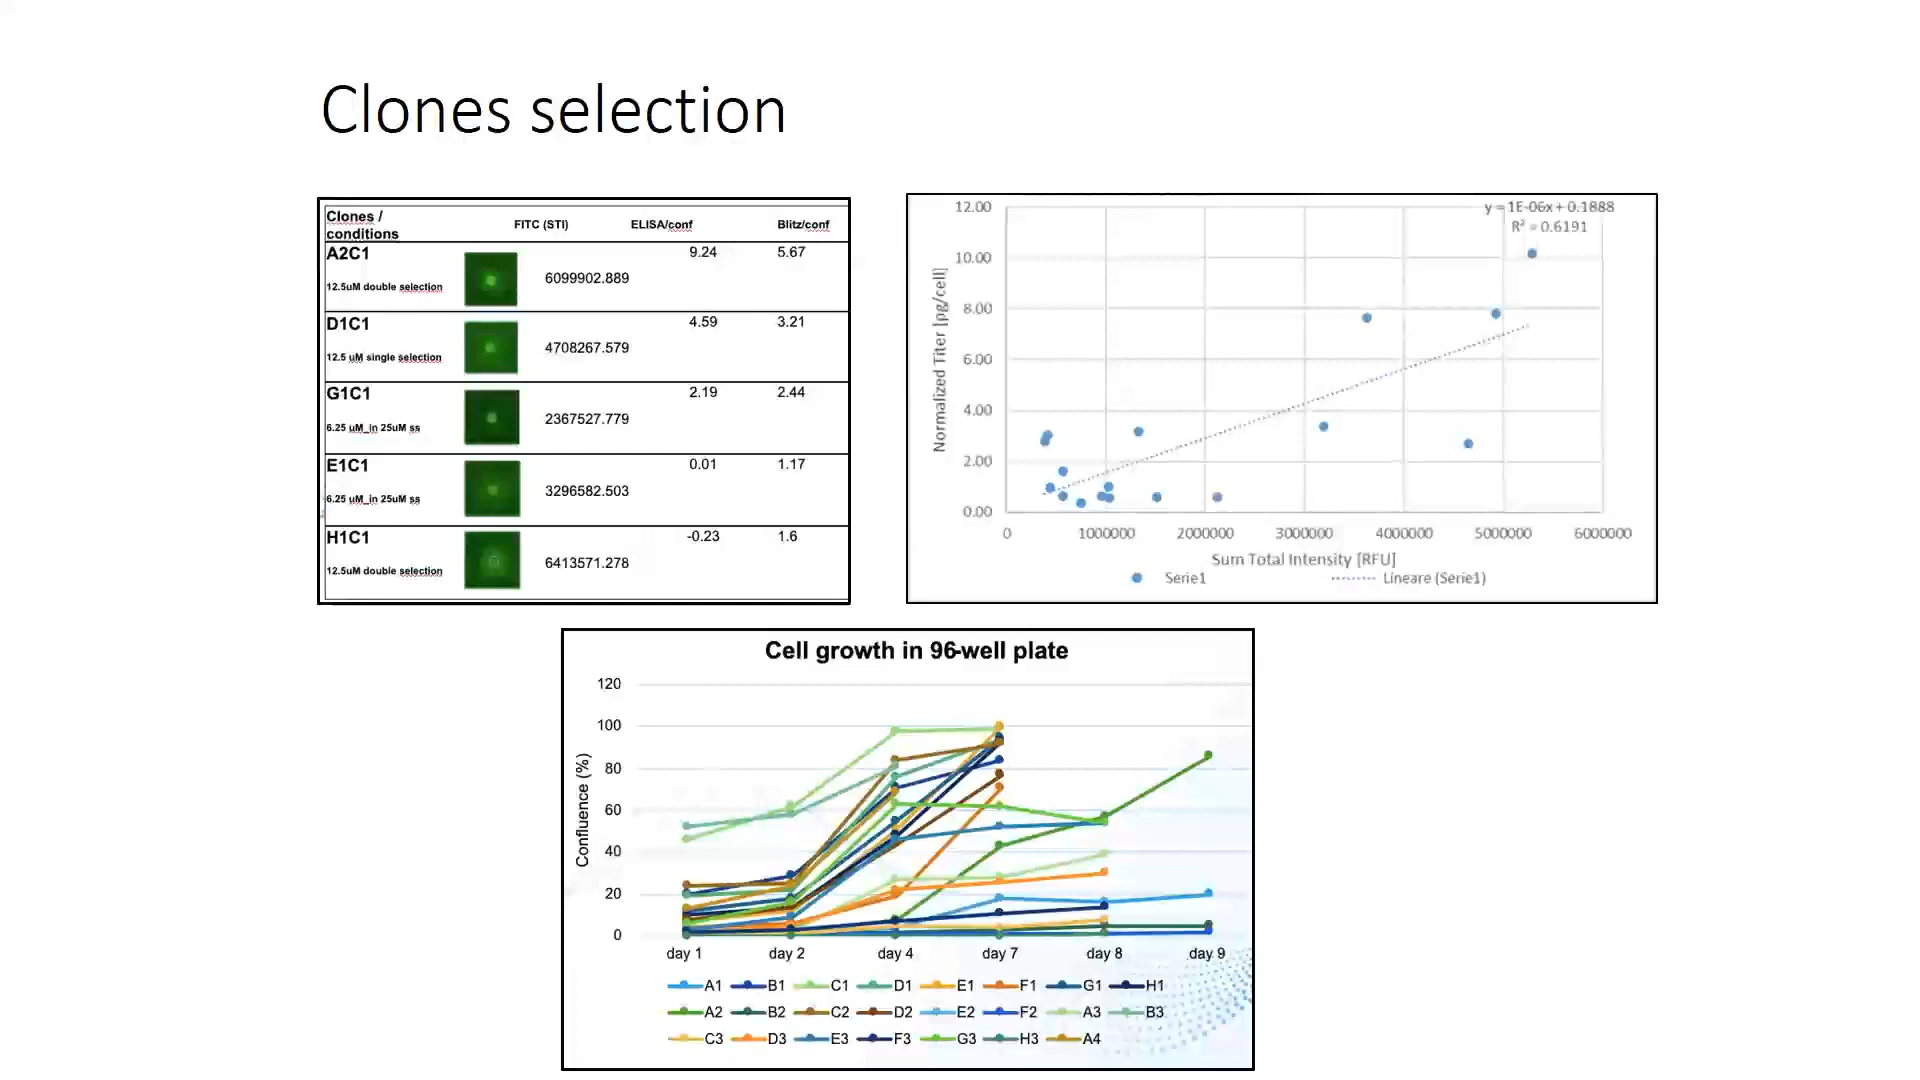 Clones selection
Clones / conditions FITC (STI) ELISA/conf Blitz/conf
A2C1 9.24 5.67
12.5uM double selection 6099902.889
D1C1 4.59 3.21
12.5 uM single selection 4708267.579
G1C1 2.19 2.44
6.25 uM_in 25uM ss 2367527.779
E1C1 0.01 1.17
6.25 uM_in 25uM ss 3296582.503
H1C1 -0.23 1.6
12.5uM double selection 6413571.278
y = 1E-06x + 0.1888
R² = 0.6191
Normalized Titer [pg/cell]
12.00
10.00
8.00
6.00
4.00
2.00
0.00
0 1000000 2000000 3000000 4000000 5000000 6000000
Sum Total Intensity [RFU]
Serie1 Lineare (Serie1)
Cell growth in 96-well plate
Confluence (%)
120
100
80
60
40
20
0
day 1 day 2 day 4 day 7 day 8 day 9
A1 B1 C1 D1 E1 F1 G1 H1
A2 B2 C2 D2 E2 F2 A3 B3
C3 D3 E3 F3 G3 H3 A4